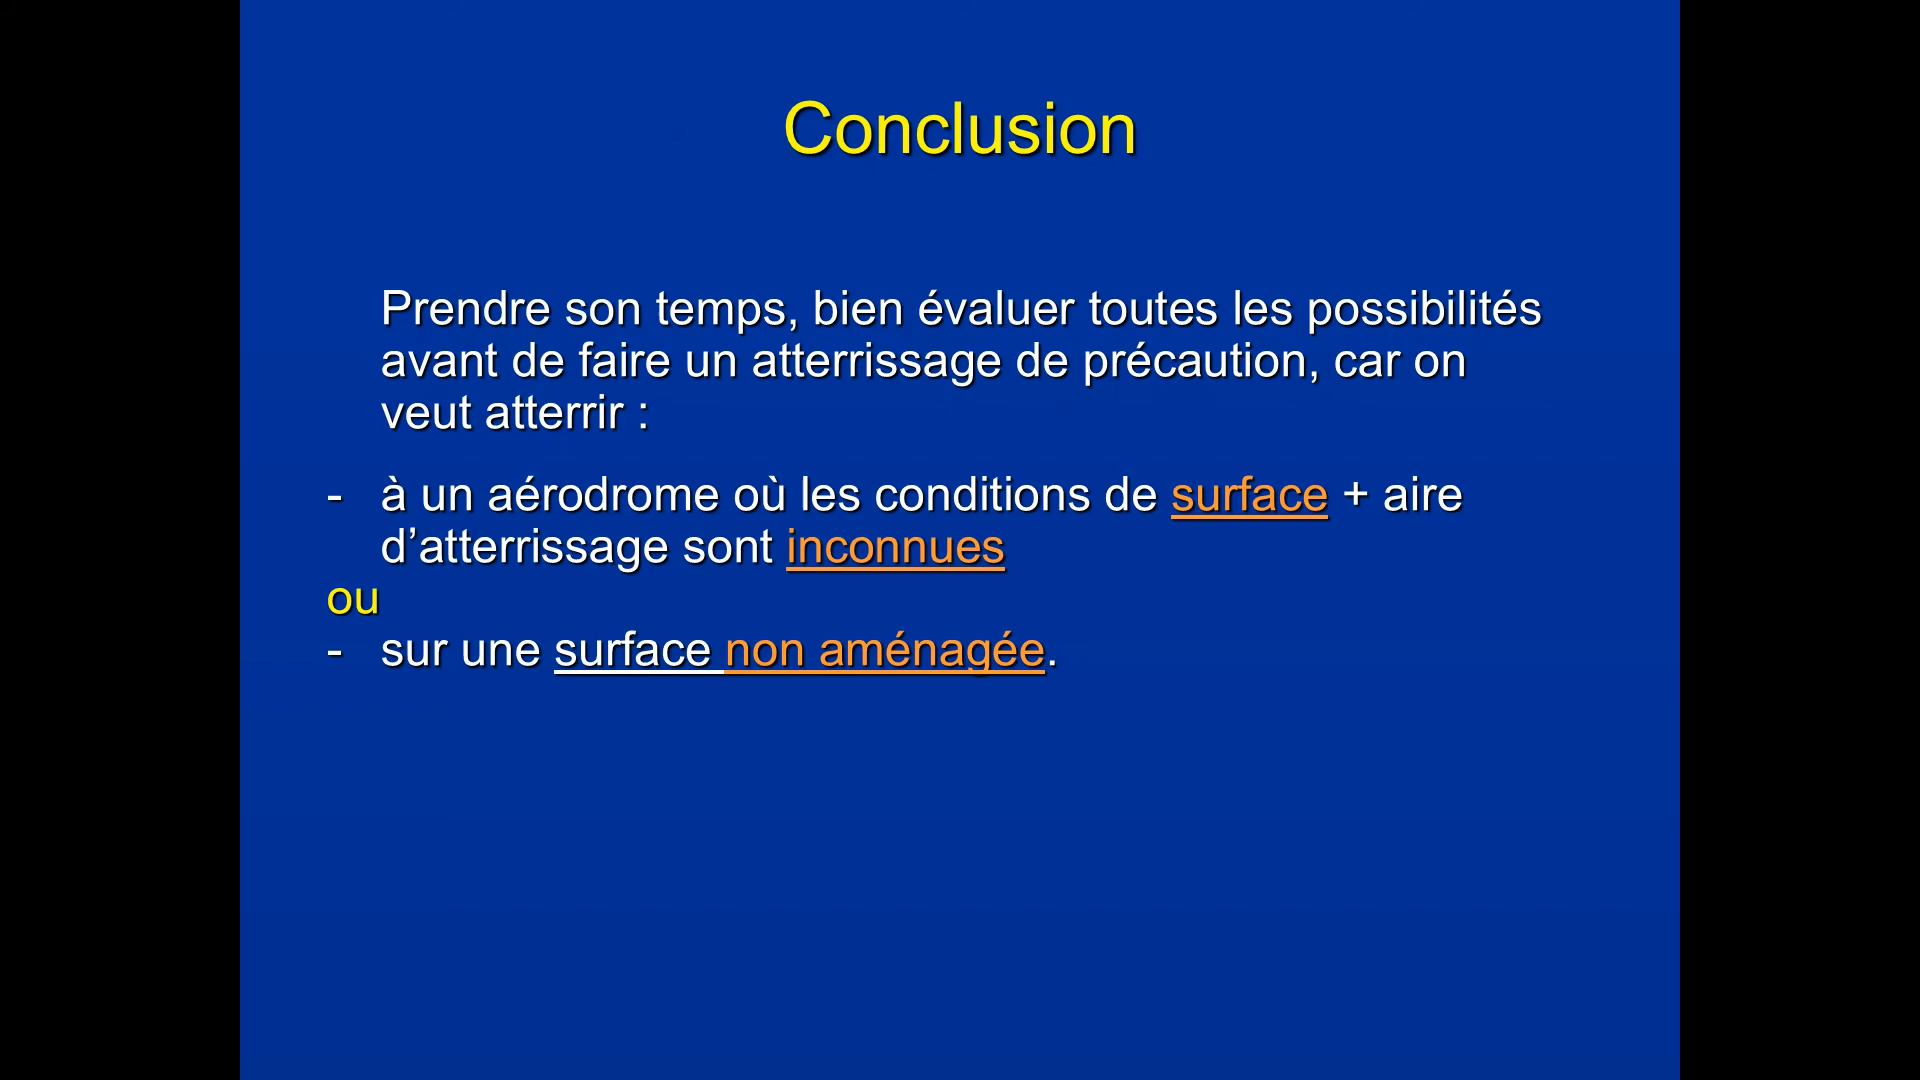 Conclusion
Prendre son temps, bien évaluer toutes les possibilités
avant de faire un atterrissage de précaution, car on
veut atterrir :
- à un aérodrome où les conditions de surface + aire
d’atterrissage sont inconnues
ou
- sur une surface non aménagée.